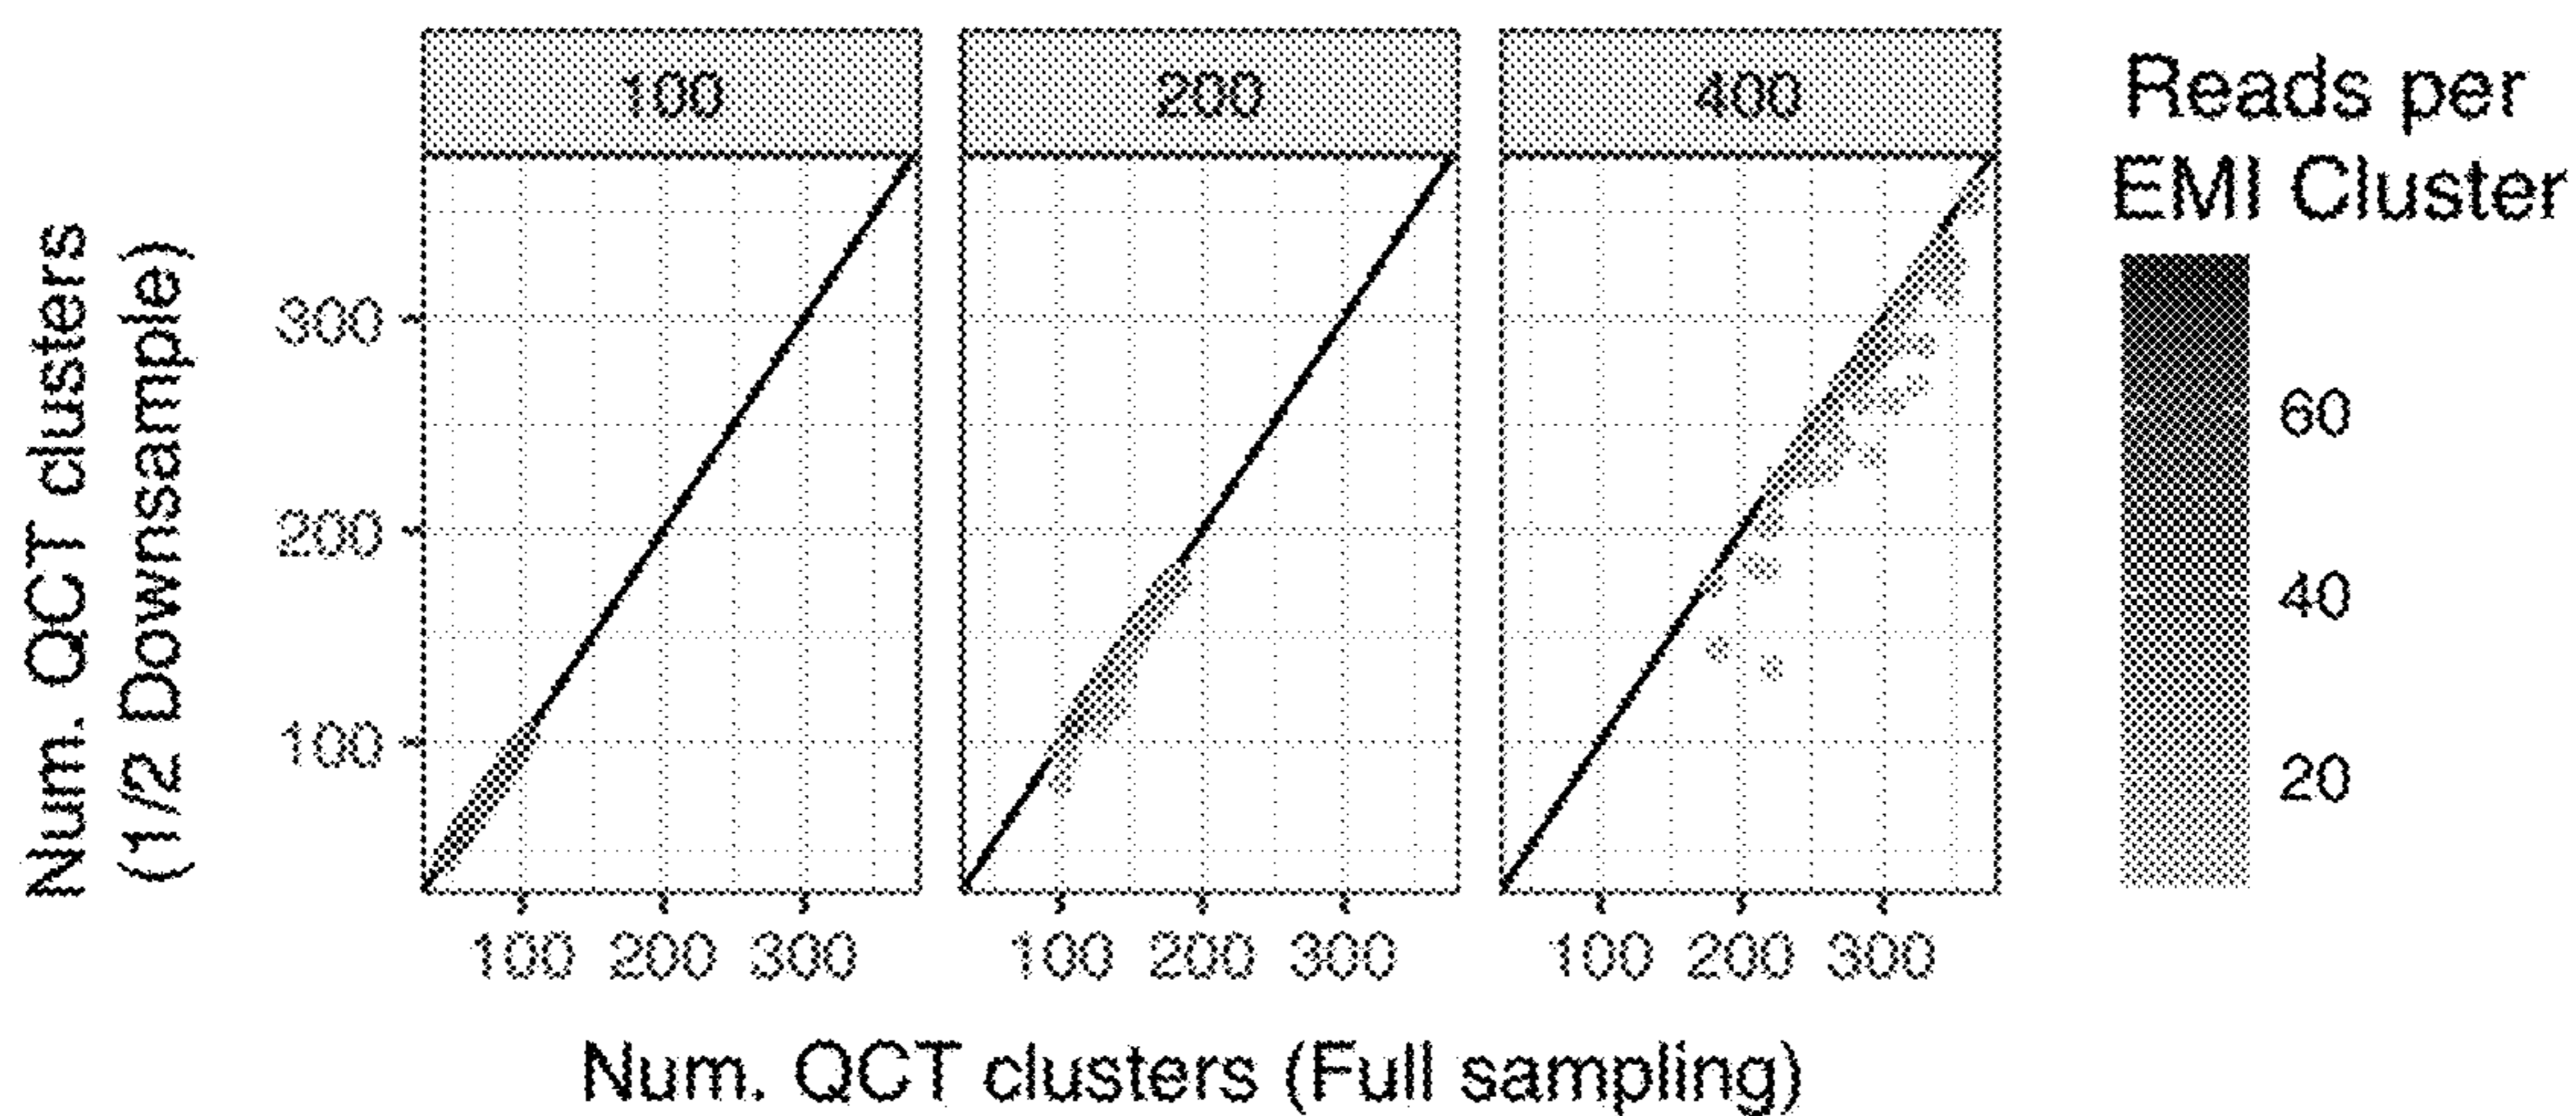 100 200 400
Reads per
EMI Cluster
60
40
20
Num. QCT clusters
(1/2 Downsample)
300
200
100
100 200 300 100 200 300 100 200 300
Num. QCT clusters (Full sampling)